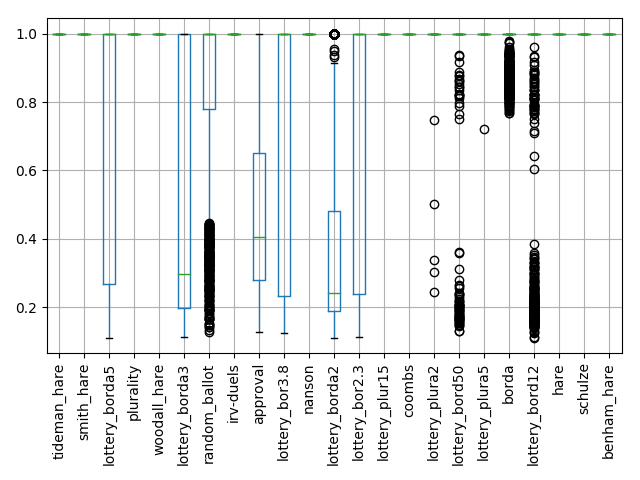 1.0
0.8
0.6
0.4
0.2
tideman_hare
smith_hare
lottery_borda5
plurality
woodall_hare
lottery_borda3
random_ballot
irv-duels
approval
lottery_bor3.8
nanson
lottery_borda2
lottery_bor2.3
lottery_plur15
coombs
lottery_plura2
lottery_bord50
lottery_plura5
borda
lottery_bord12
hare
schulze
benham_hare